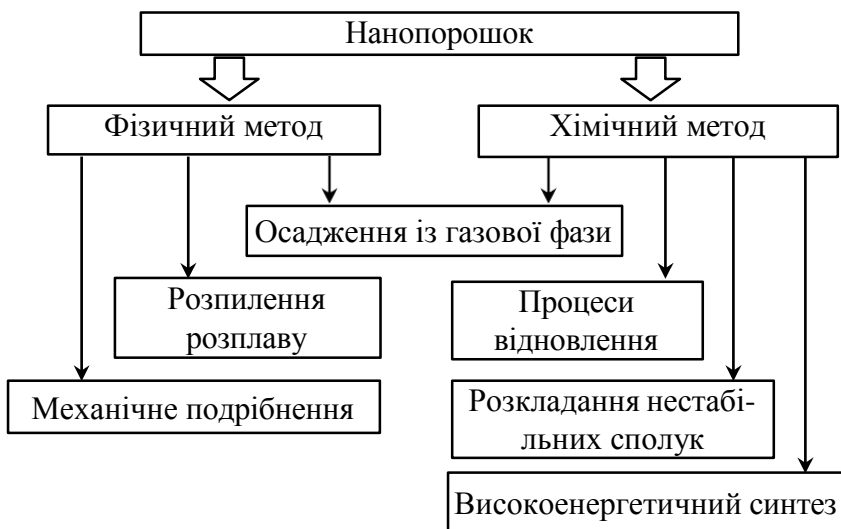 Нанопорошок
Фізичний метод
Хімічний метод
Осадження із газової фази
Розпилення
розплаву
Процеси
відновлення
Механічне подрібнення
Розкладання нестабі-
льних сполук
Високоенергетичний синтез